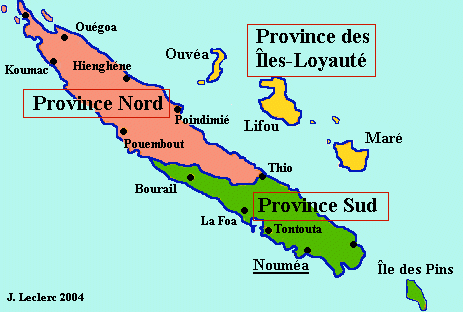 Ouégoa
Koumac
Hienghéne
Ouvéa
Province des
Îles-Loyauté
Province Nord
Poindimié
Lifou
Pouembout
Maré
Thio
Bourail
Province Sud
La Foa
Tontouta
Nouméa
Île des Pins
J. Leclerc 2004